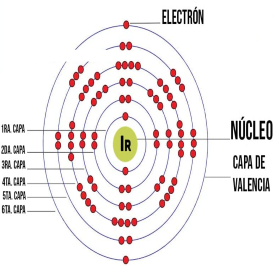 ELECTRÓN
1RA. CAPA
2DA. CAPA
3RA. CAPA
4TA. CAPA
5TA. CAPA
6TA. CAPA
IR
NÚCLEO
CAPA DE
VALENCIA